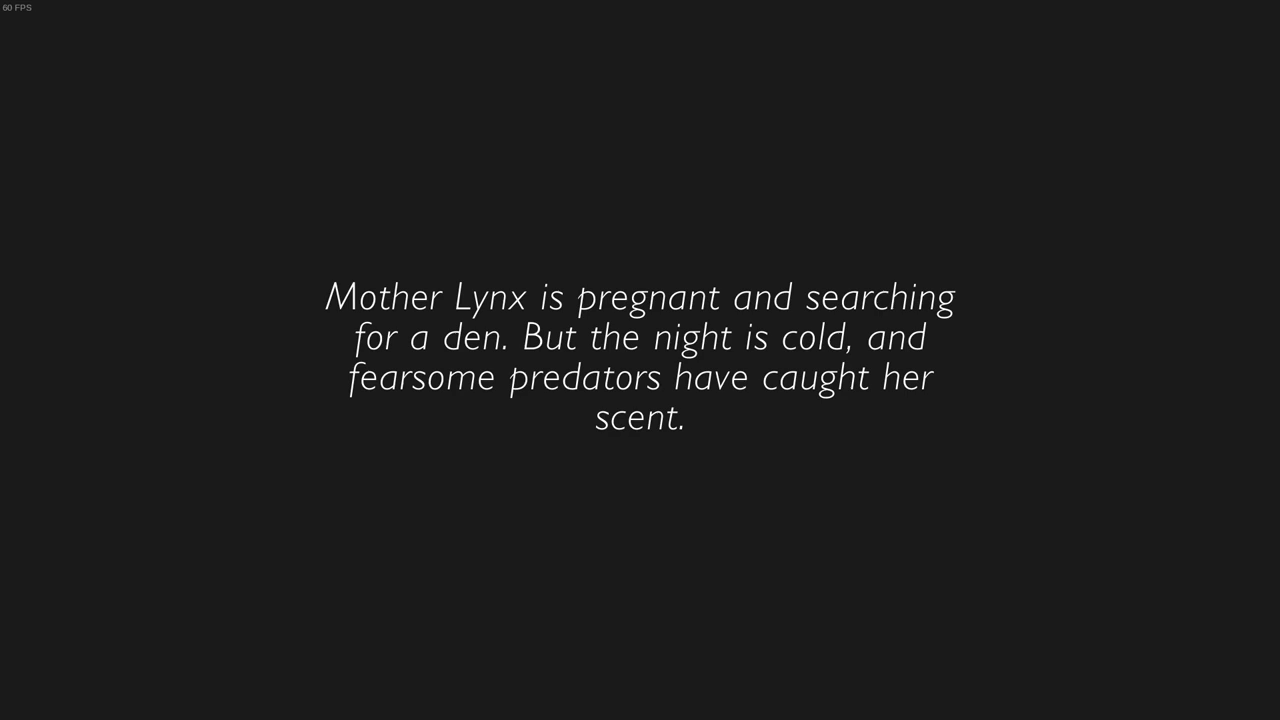 60 FPS
Mother Lynx is pregnant and searching
for a den. But the night is cold, and
fearsome predators have caught her
scent.